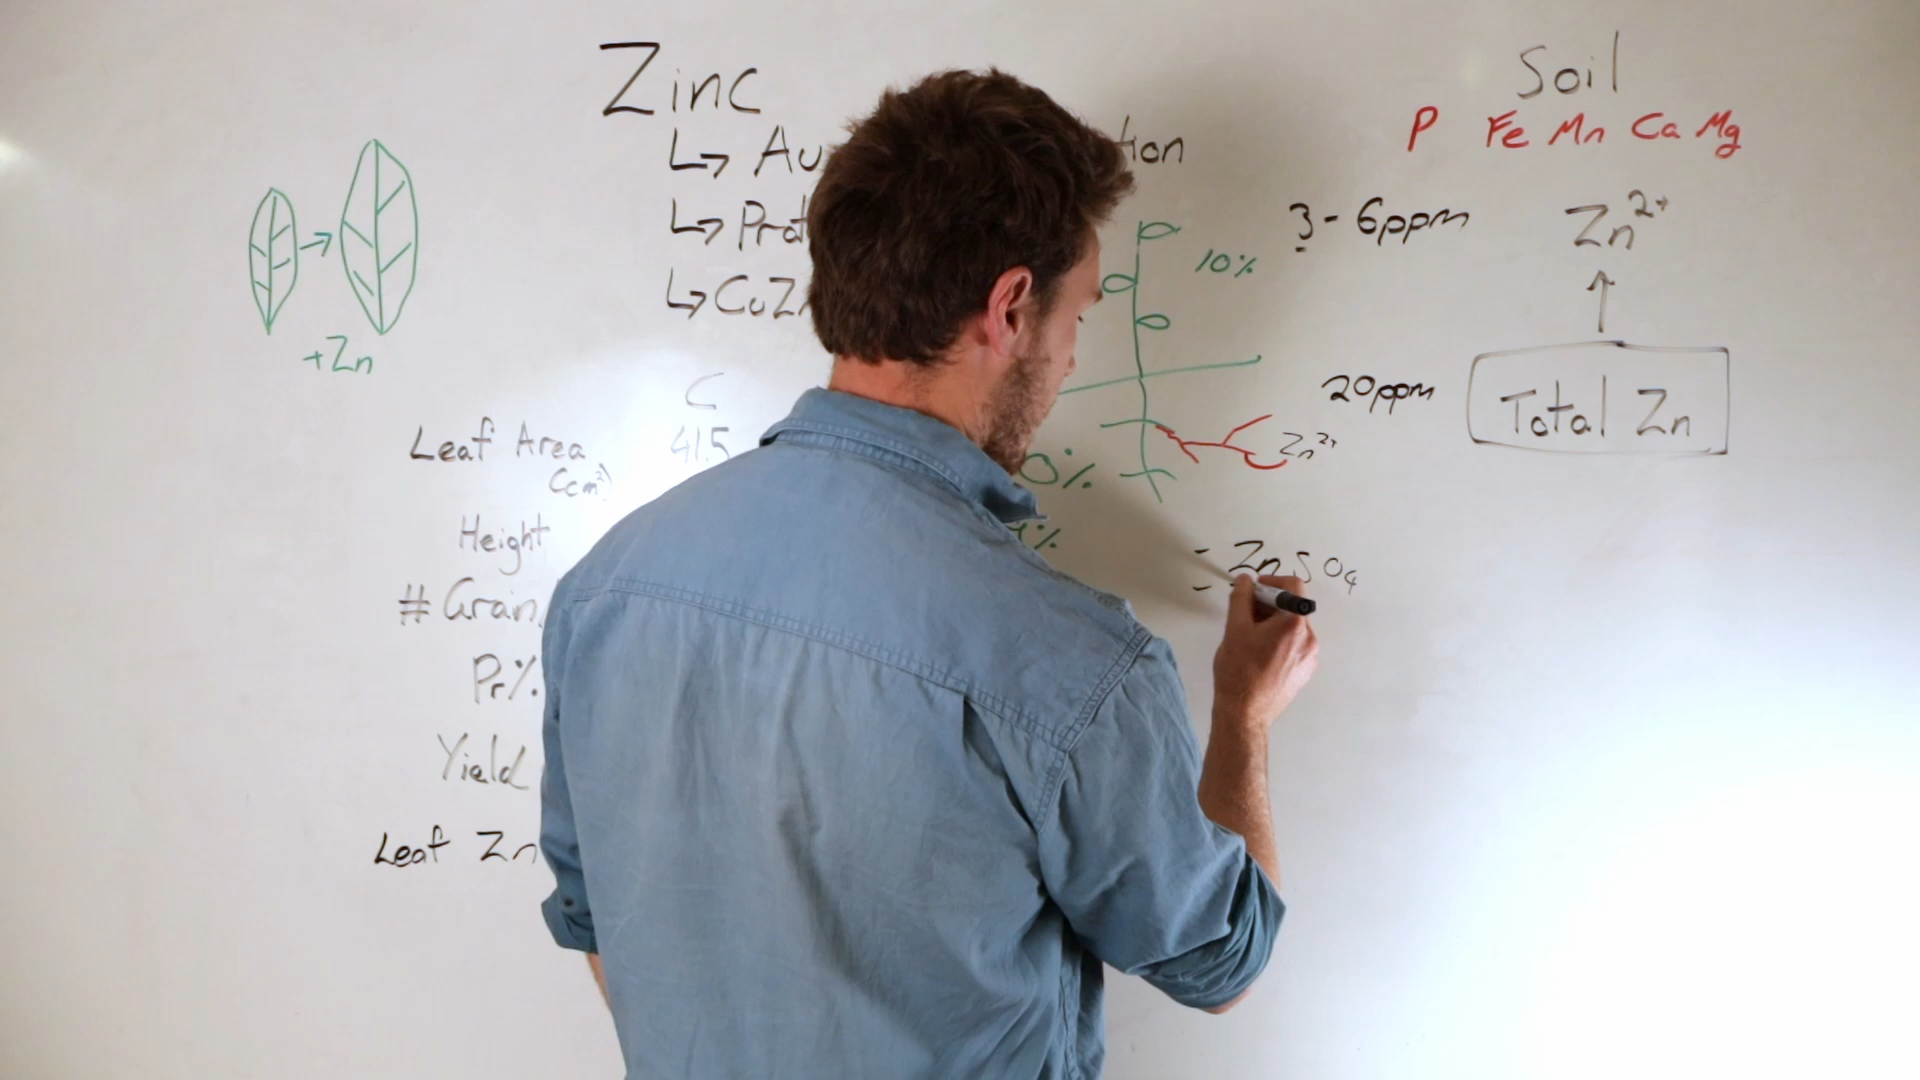 Zinc
↳ Au tion
↳ Prot
↳ CuZn
+Zn
C
Leaf Area 41.5
(cm²)
Height
# Grain
Pr%
Yield
Leaf Zn
10%
0%
%
Zn²⁺
- ZnSO₄
-
Soil
P Fe Mn Ca Mg
3-6ppm Zn²⁺
20ppm Total Zn